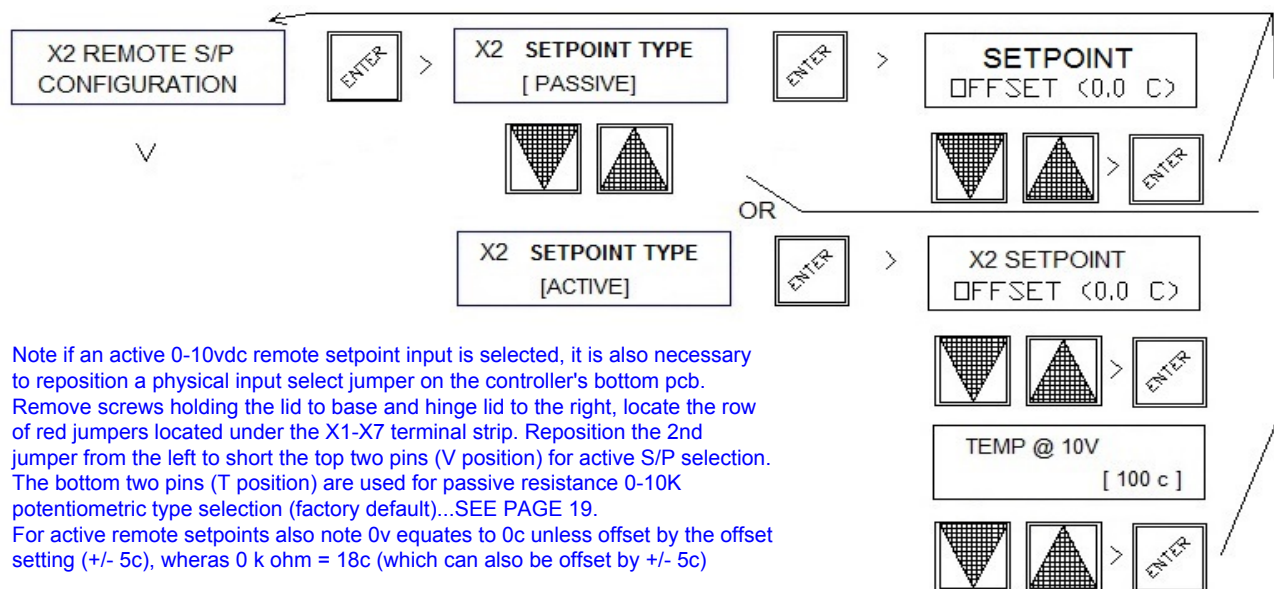 X2 REMOTE S/P
CONFIGURATION
ENTER
>
X2 SETPOINT TYPE
[ PASSIVE]
ENTER
>
SETPOINT
OFFSET (0.0 C)
>
ENTER
OR
X2 SETPOINT TYPE
[ACTIVE]
ENTER
>
X2 SETPOINT
OFFSET (0.0 C)
>
ENTER
TEMP @ 10V
[ 100 c ]
>
ENTER
Note if an active 0-10vdc remote setpoint input is selected, it is also necessary
to reposition a physical input select jumper on the controller's bottom pcb.
Remove screws holding the lid to base and hinge lid to the right, locate the row
of red jumpers located under the X1-X7 terminal strip. Reposition the 2nd
jumper from the left to short the top two pins (V position) for active S/P selection.
The bottom two pins (T position) are used for passive resistance 0-10K
potentiometric type selection (factory default)...SEE PAGE 19.
For active remote setpoints also note 0v equates to 0c unless offset by the offset
setting (+/- 5c), wheras 0 k ohm = 18c (which can also be offset by +/- 5c)